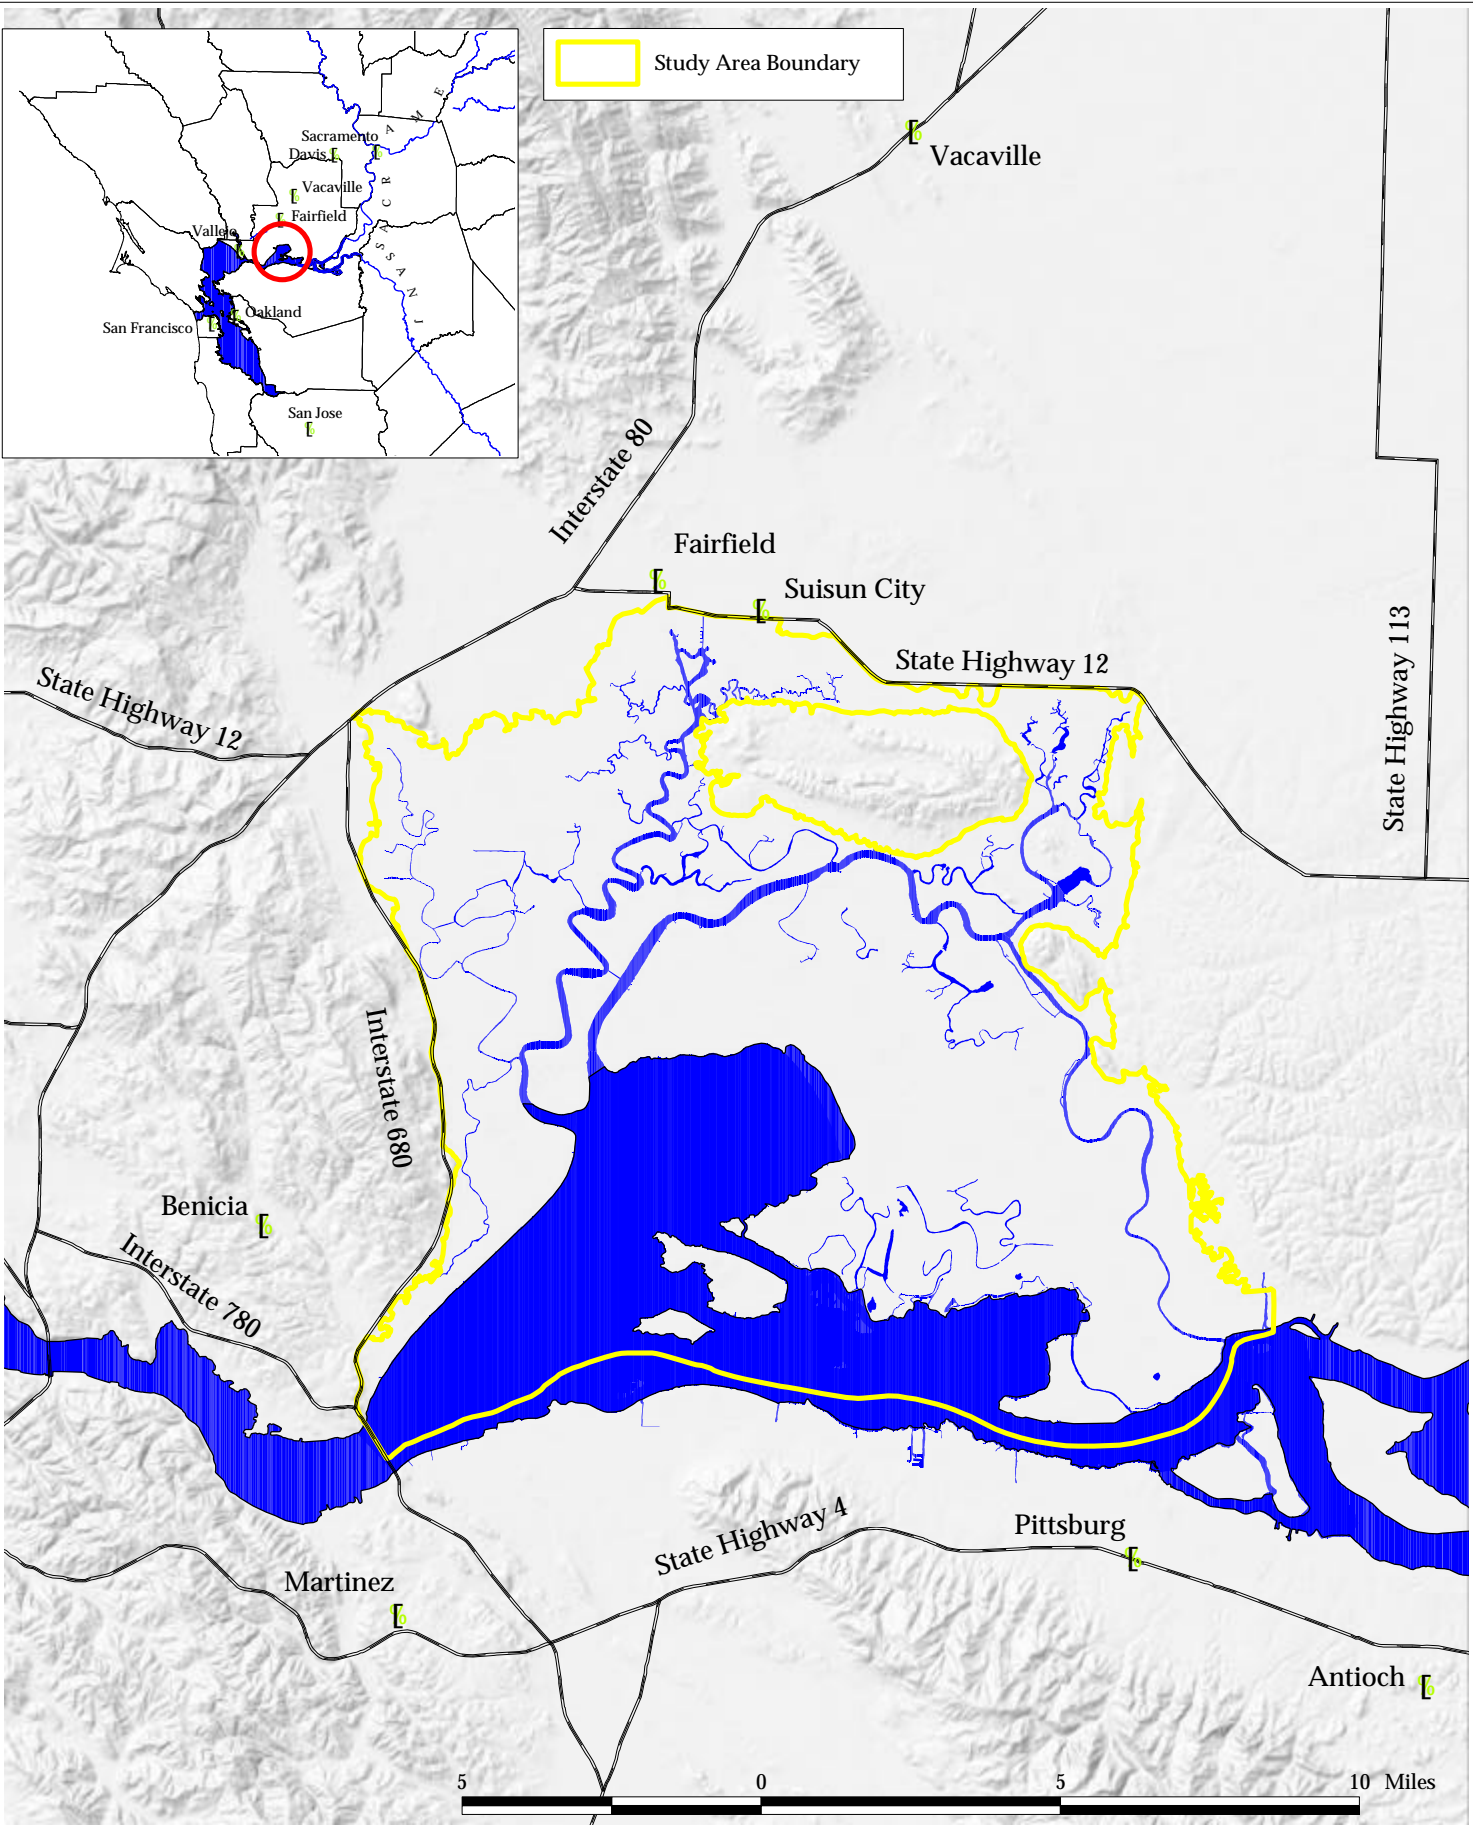 Study Area Boundary
Sacramento
Davis
Vacaville
Fairfield
Vallejo
Oakland
San Francisco
San Jose
SACRAME
SAN J
Vacaville
Interstate 80
Fairfield
Suisun City
State Highway 12
State Highway 113
State Highway 12
Interstate 680
Benicia
Interstate 780
State Highway 4
Pittsburg
Martinez
Antioch
5 0 5 10 Miles